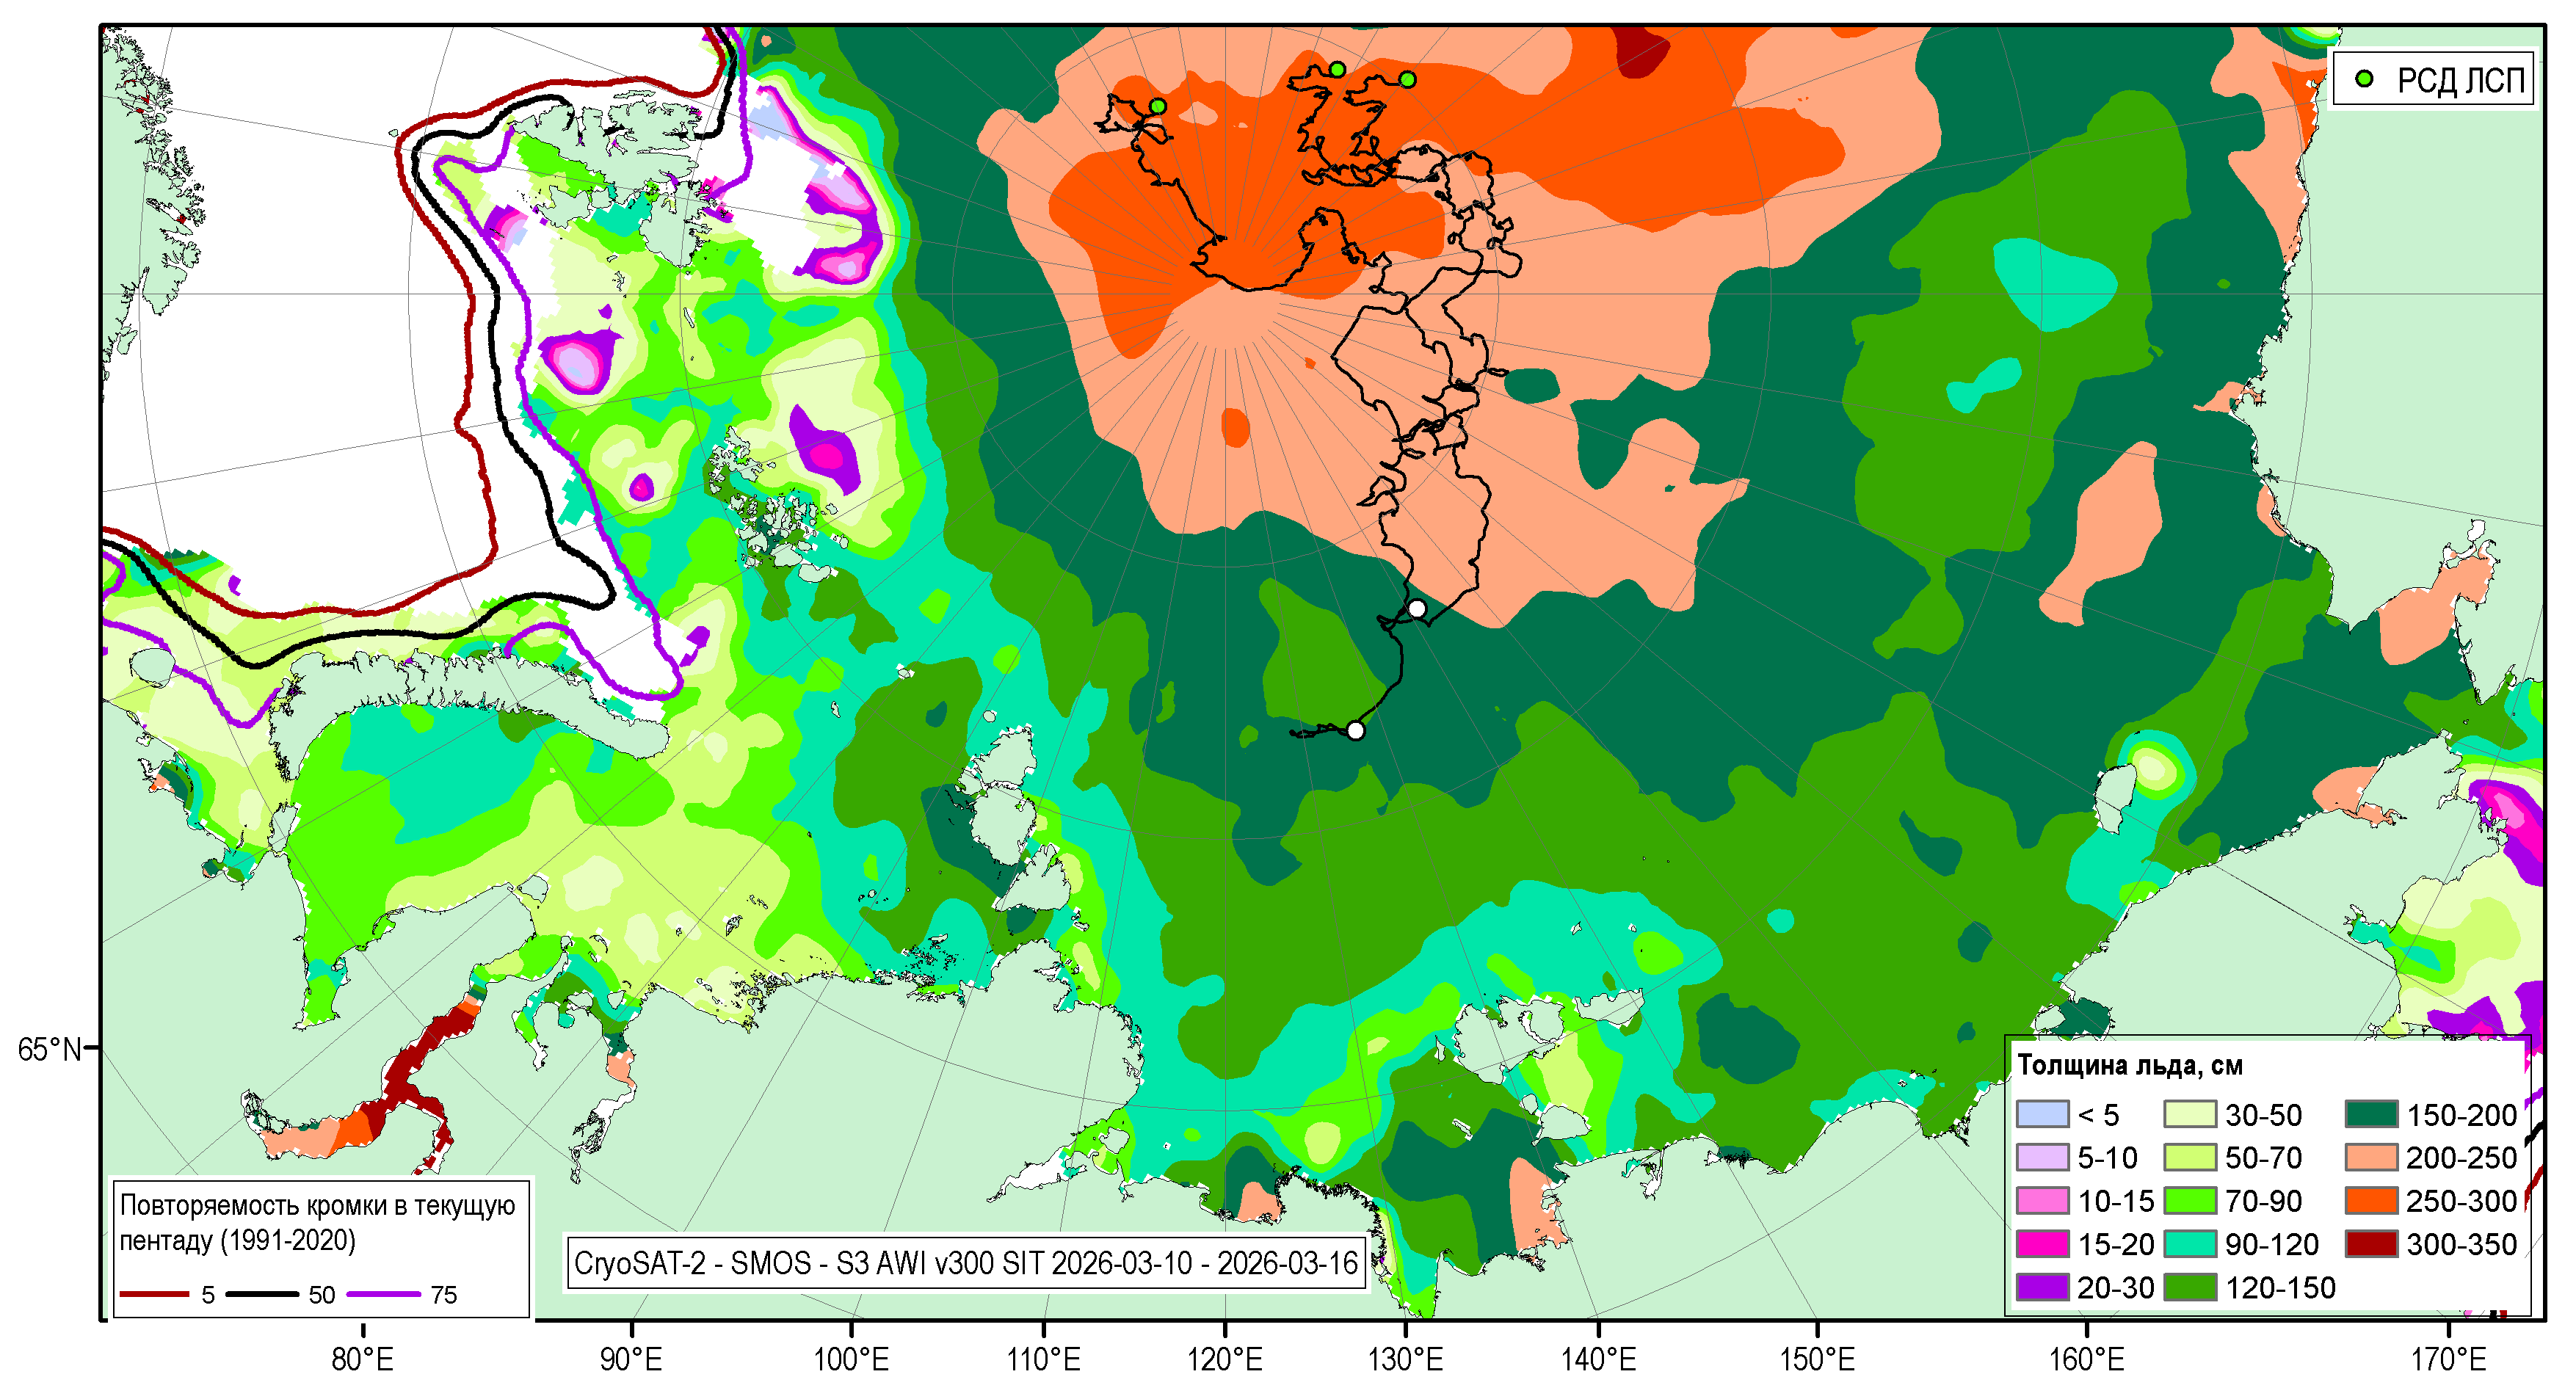 РСД ЛСП
65°N
Толщина льда, см
< 5 30-50 150-200
5-10 50-70 200-250
10-15 70-90 250-300
15-20 90-120 300-350
20-30 120-150
Повторяемость кромки в текущую
пентаду (1991-2020)
5 50 75
CryoSAT-2 - SMOS - S3 AWI v300 SIT 2026-03-10 - 2026-03-16
80°E 90°E 100°E 110°E 120°E 130°E 140°E 150°E 160°E 170°E